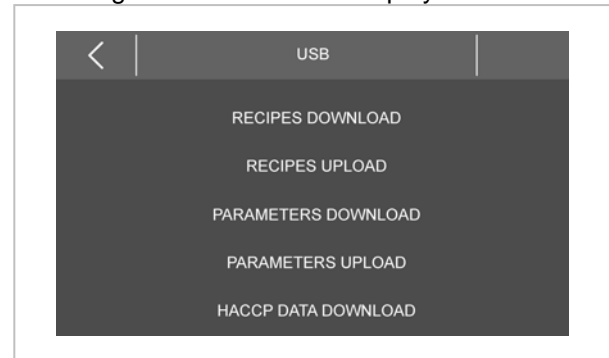 USB
RECIPES DOWNLOAD
RECIPES UPLOAD
PARAMETERS DOWNLOAD
PARAMETERS UPLOAD
HACCP DATA DOWNLOAD